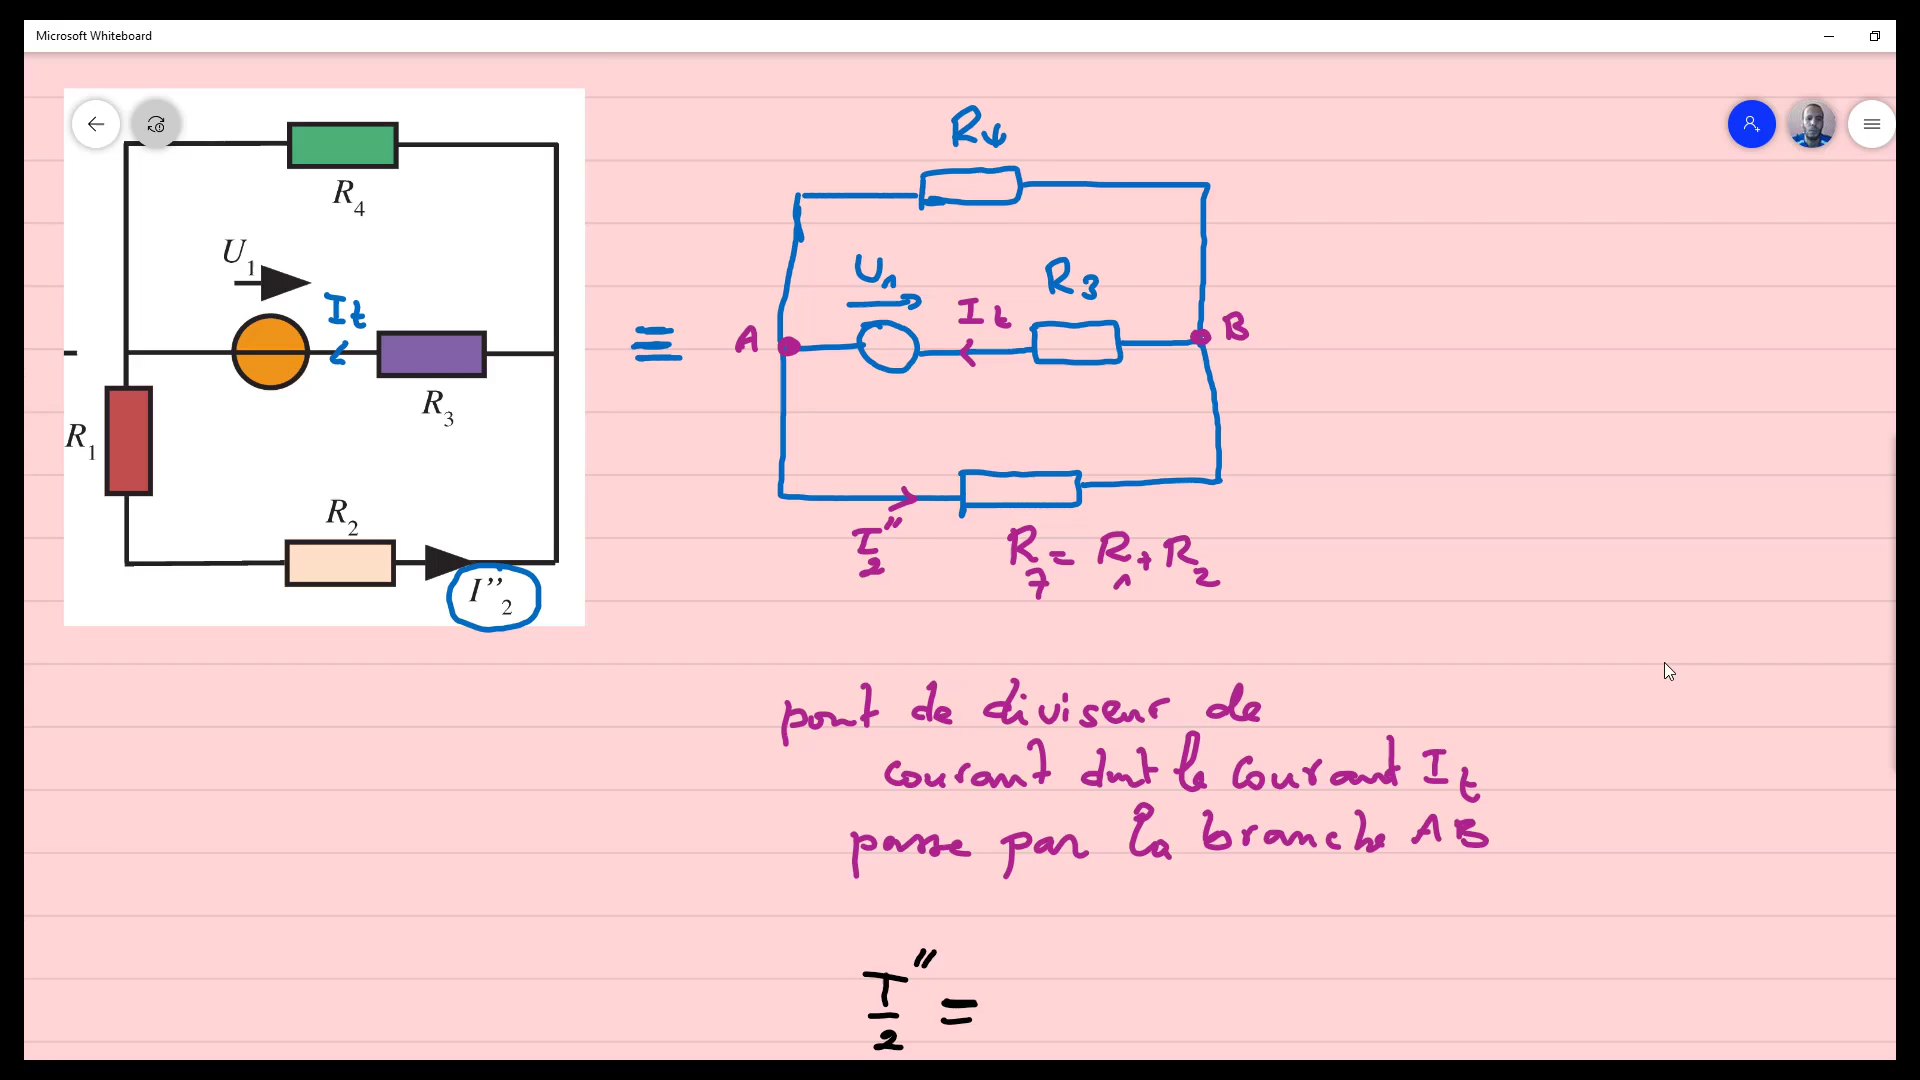 Microsoft Whiteboard
R4
U1
It
R3
R1
R2
I”2
≡
R4
U1
It
R3
A
B
I"2
R7 = R1 + R2
pont de diviseur de
courant dont le courant It
passe par la branche AB
I"2 =